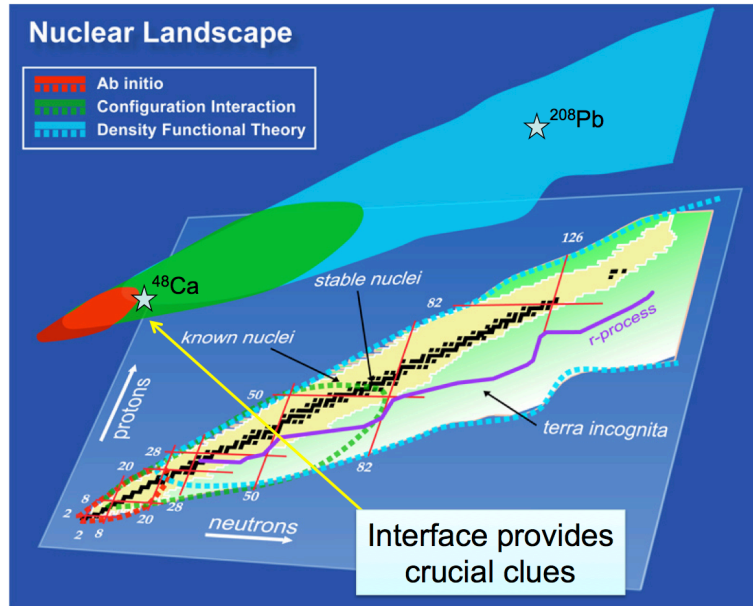 Nuclear Landscape
Ab initio
Configuration Interaction
Density Functional Theory
208Pb
126
48Ca
stable nuclei
82
known nuclei
r-process
50
protons
terra incognita
28
82
20
50
8
28
20
2
2 8
neutrons
Interface provides
crucial clues